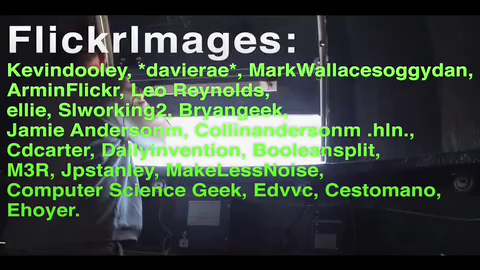 FlickrImages:
Kevindooley, *davierae*, MarkWallacesoggydan,
ArminFlickr, Leo Reynolds,
ellie, Slworking2, Bryangeek,
Jamie Andersonm, Collinandersonm .hln.,
Cdcarter, Dailyinvention, Booleansplit,
M3R, Jpstanley, MakeLessNoise,
Computer Science Geek, Edvvc, Cestomano,
Ehoyer.